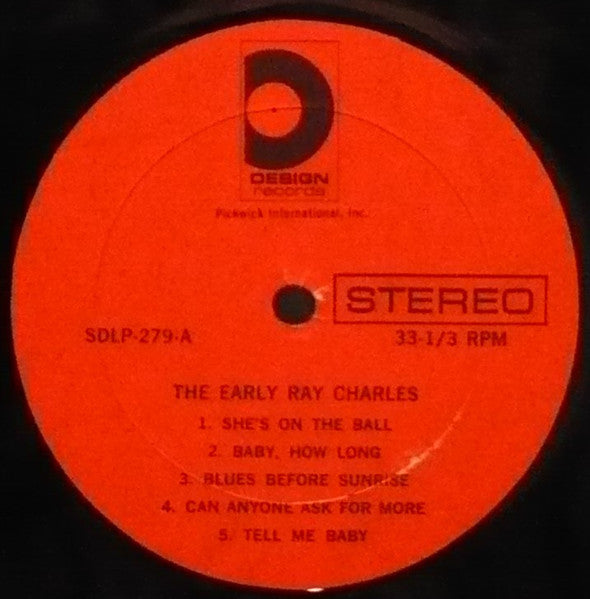 DESIGN
records
Pickwick International, Inc.
STEREO
SDLP-279-A
33-1/3 RPM
THE EARLY RAY CHARLES
1. SHE'S ON THE BALL
2. BABY, HOW LONG
3. BLUES BEFORE SUNRISE
4. CAN ANYONE ASK FOR MORE
5. TELL ME BABY